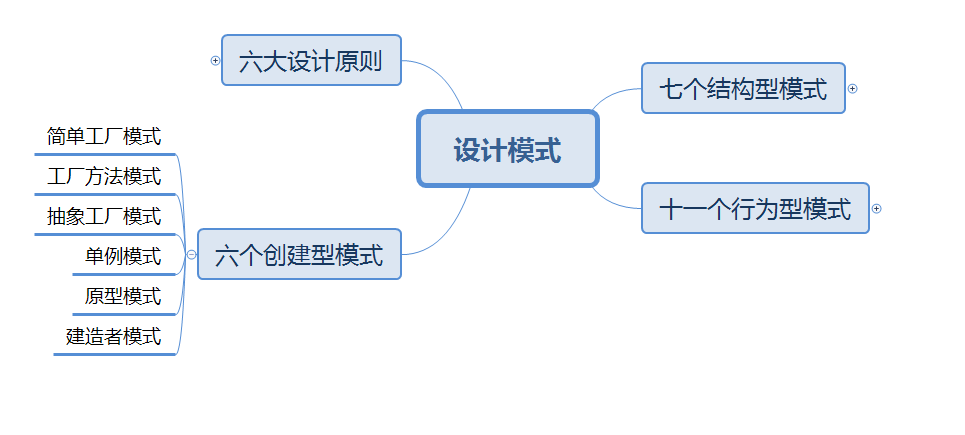 设计模式
六大设计原则
六个创建型模式
简单工厂模式
工厂方法模式
抽象工厂模式
单例模式
原型模式
建造者模式
七个结构型模式
十一个行为型模式